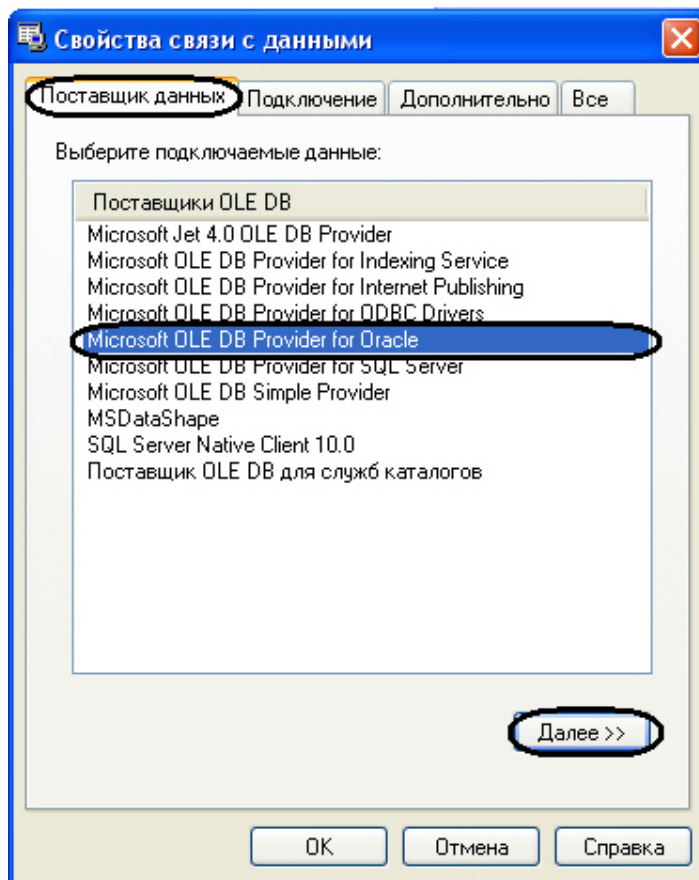 Свойства связи с данными
Поставщик данных Подключение Дополнительно Все
Выберите подключаемые данные:
Поставщики OLE DB
Microsoft Jet 4.0 OLE DB Provider
Microsoft OLE DB Provider for Indexing Service
Microsoft OLE DB Provider for Internet Publishing
Microsoft OLE DB Provider for ODBC Drivers
Microsoft OLE DB Provider for Oracle
Microsoft OLE DB Provider for SQL Server
Microsoft OLE DB Simple Provider
MSDataShape
SQL Server Native Client 10.0
Поставщик OLE DB для служб каталогов
Далее >>
OK Отмена Справка